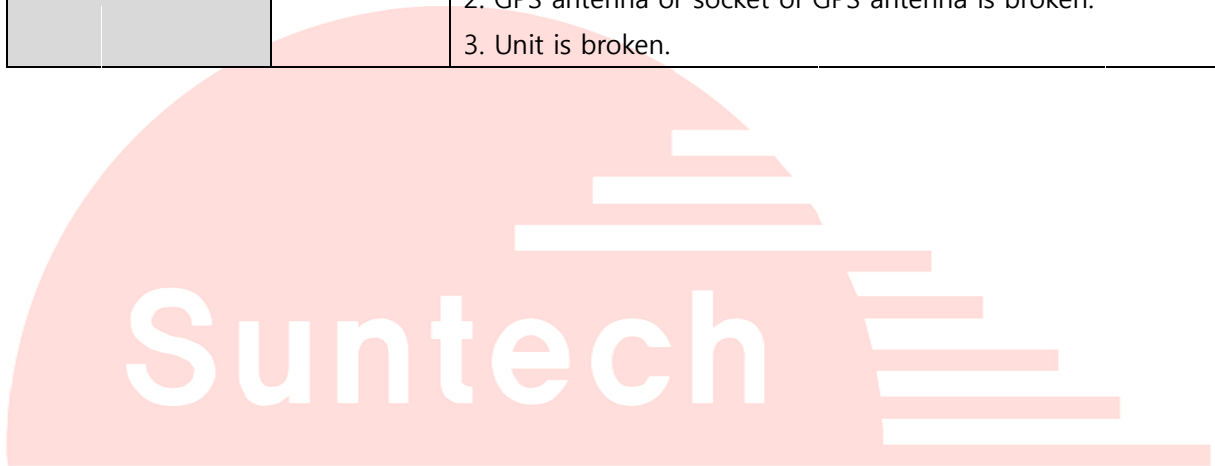 2. GPS antenna or socket of GPS antenna is broken.
3. Unit is broken.
Suntech